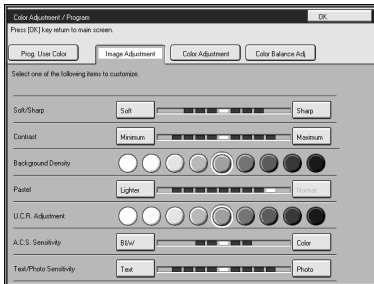 Color Adjustment / Program OK
Press [OK] key return to main screen.
Prog. User Color Image Adjustment Color Adjustment Color Balance Adj
Select one of the following items to customize.
Soft/Sharp Soft Sharp
Contrast Minimum Maximum
Background Density
Pastel Lighter Normal
U.C.R. Adjustment
A.C.S. Sensitivity B&W Color
Text/Photo Sensitivity Text Photo